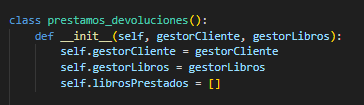 class prestamos_devoluciones():
    def __init__(self, gestorCliente, gestorLibros):
        self.gestorCliente = gestorCliente
        self.gestorLibros = gestorLibros
        self.librosPrestados = []